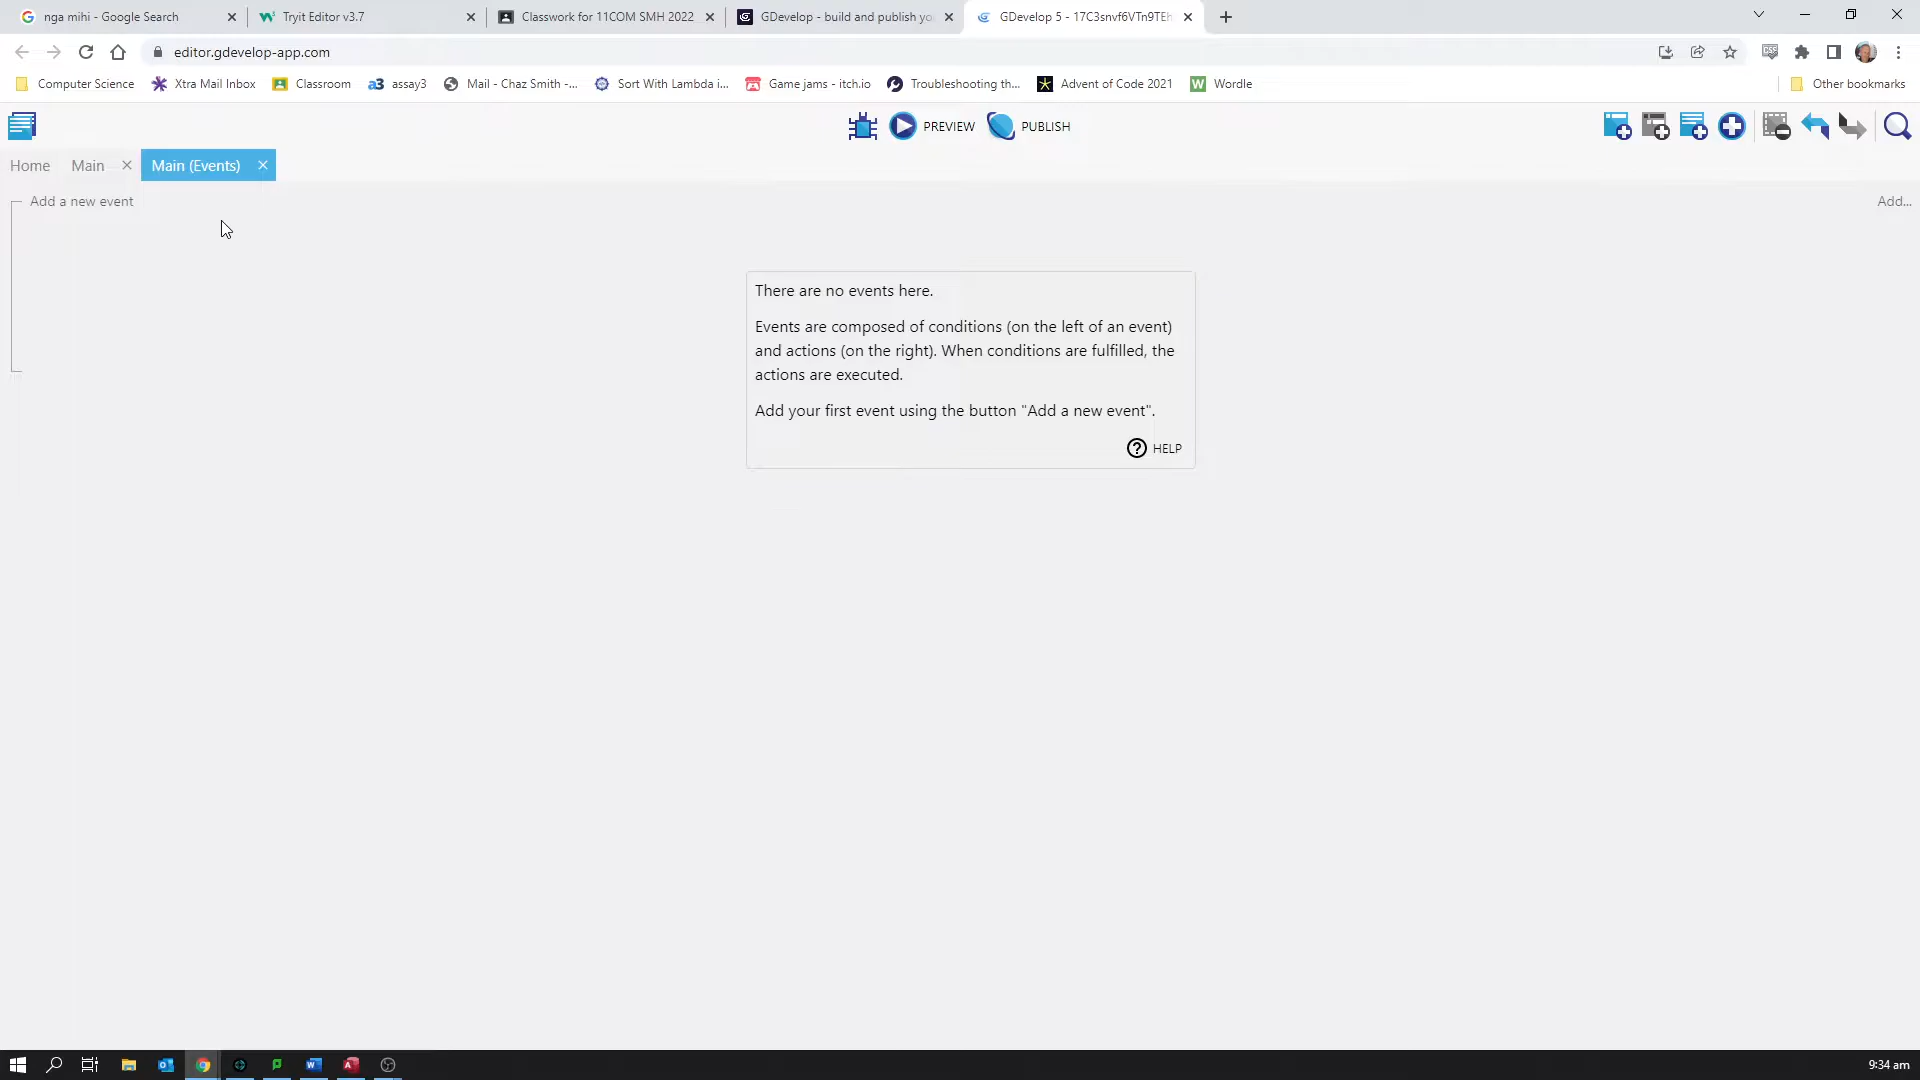 nga mihi - Google Search
Tryit Editor v3.7
Classwork for 11COM SMH 2022
GDevelop - build and publish yo
GDevelop 5 - 17C3snvf6VTn9TEh
editor.gdevelop-app.com
Computer Science
Xtra Mail Inbox
Classroom
a3 assay3
Mail - Chaz Smith -...
Sort With Lambda i...
Game jams - itch.io
Troubleshooting th...
Advent of Code 2021
W Wordle
Other bookmarks
PREVIEW
PUBLISH
Home
Main
Main (Events)
Add a new event
Add...
There are no events here.
Events are composed of conditions (on the left of an event)
and actions (on the right). When conditions are fulfilled, the
actions are executed.
Add your first event using the button "Add a new event".
HELP
9:34 am